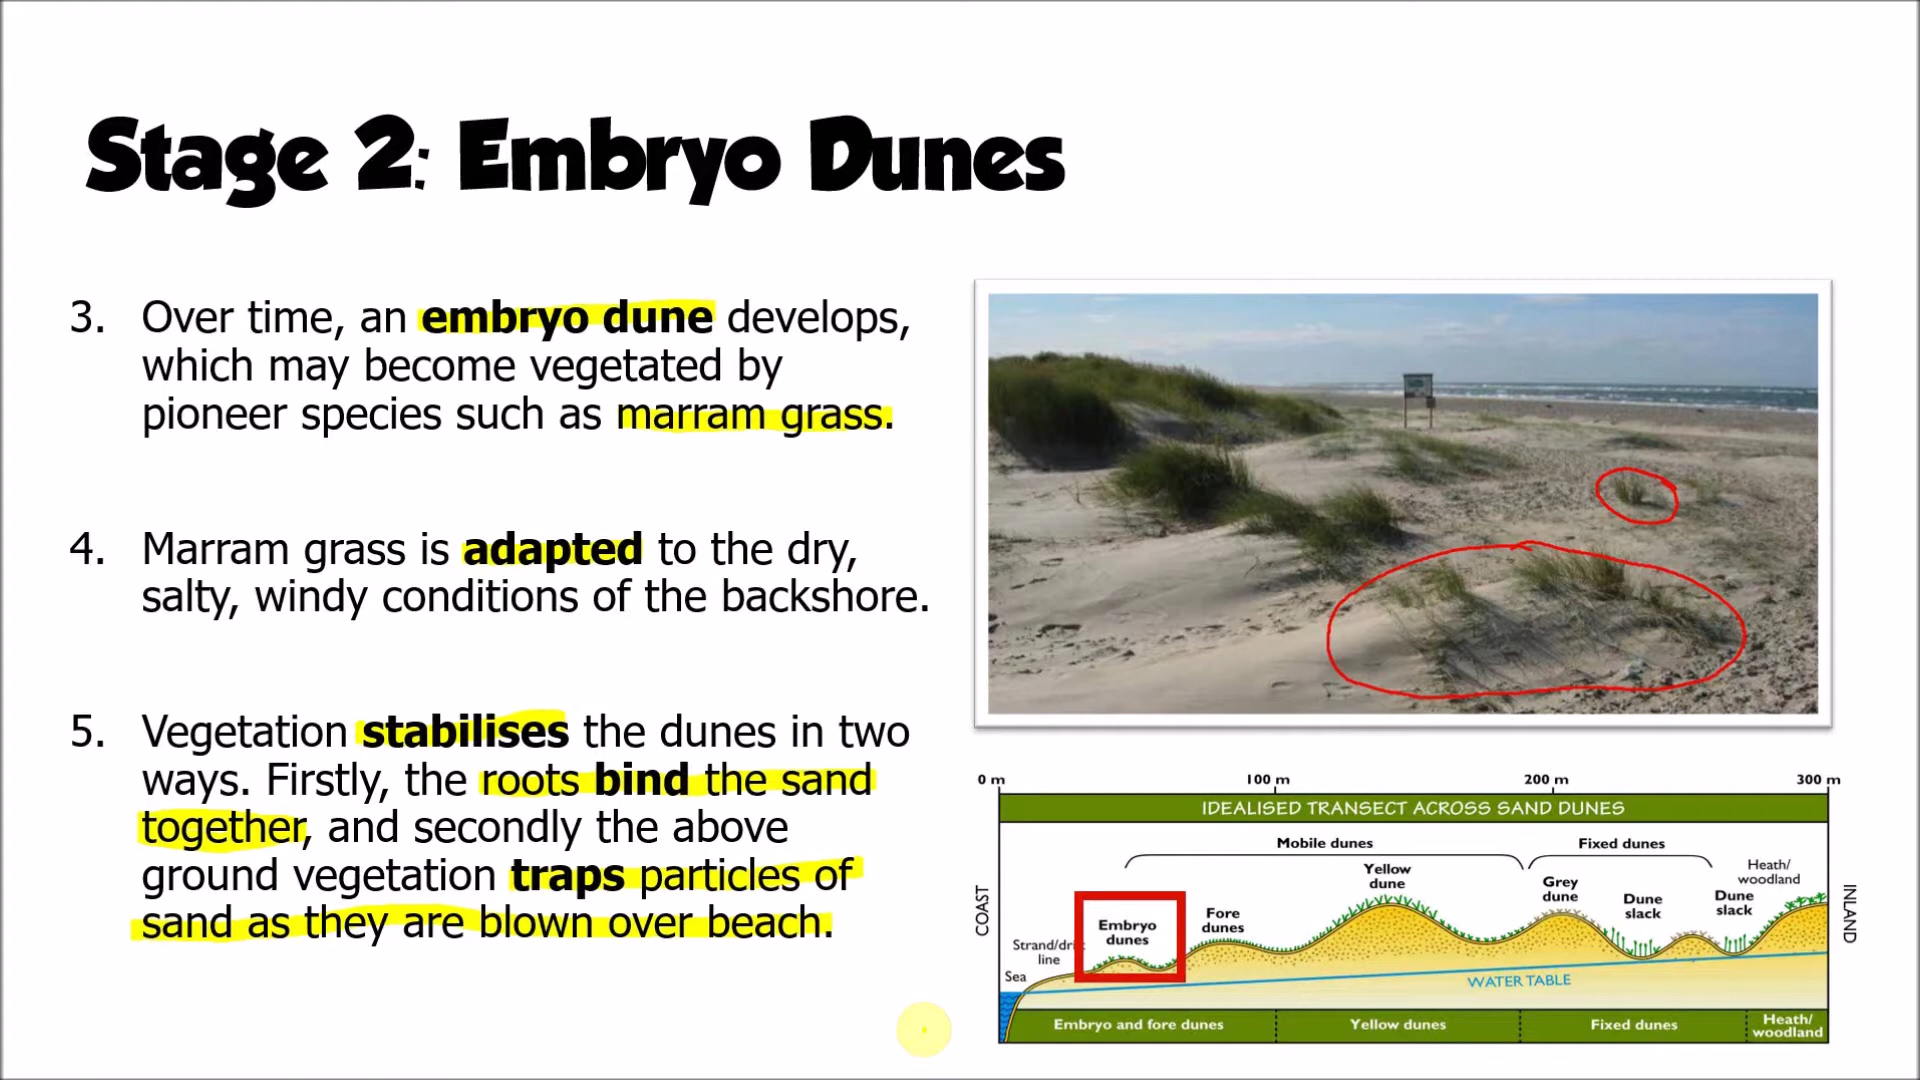 Stage 2: Embryo Dunes
3. Over time, an embryo dune develops,
which may become vegetated by
pioneer species such as marram grass.
4. Marram grass is adapted to the dry,
salty, windy conditions of the backshore.
5. Vegetation stabilises the dunes in two
ways. Firstly, the roots bind the sand
together, and secondly the above
ground vegetation traps particles of
sand as they are blown over beach.
0 m 100 m 200 m 300 m
IDEALISED TRANSECT ACROSS SAND DUNES
Mobile dunes
Fixed dunes
COAST
Sea
Strand/dri
line
Embryo
dunes
Fore
dunes
Yellow
dune
Grey
dune
Dune
slack
Dune
slack
Heath/
woodland
INLAND
WATER TABLE
Embryo and fore dunes
Yellow dunes
Fixed dunes
Heath/
woodland